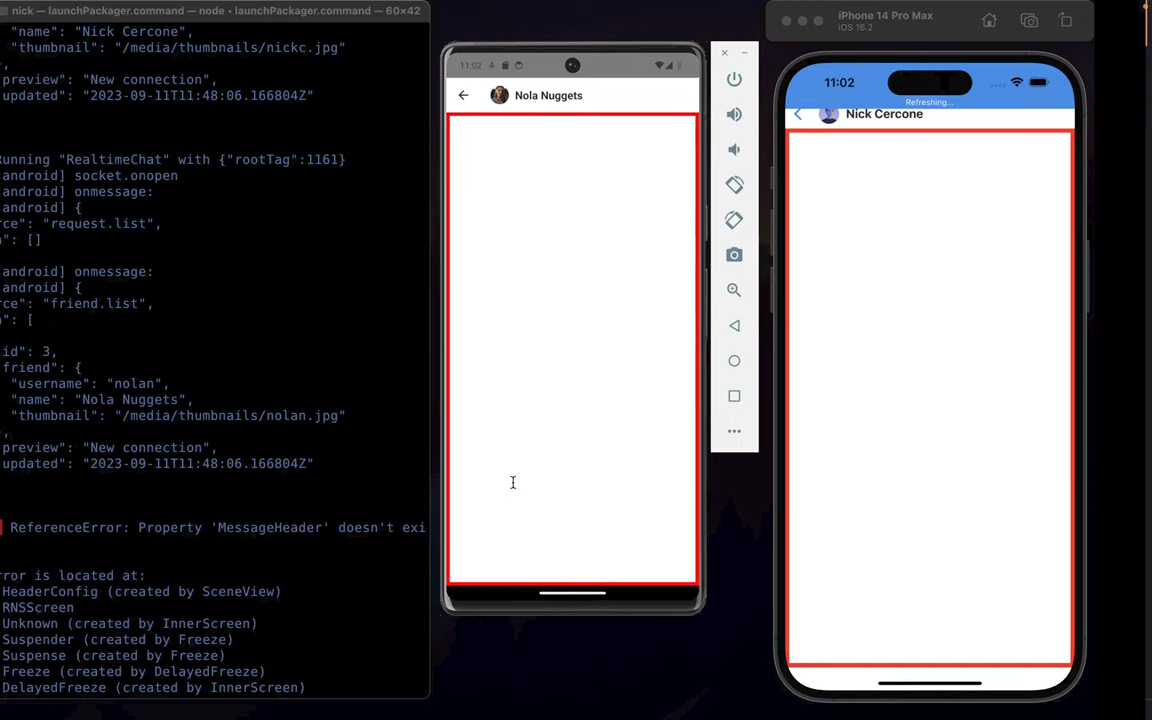 nick — launchPackager.command — node • launchPackager.command — 60×42
"name": "Nick Cercone",
"thumbnail": "/media/thumbnails/nickc.jpg"
,
preview": "New connection",
updated": "2023-09-11T11:48:06.166804Z"
Running "RealtimeChat" with {"rootTag":1161}
android] socket.onopen
android] onmessage:
android] {
rce": "request.list",
": []
android] onmessage:
android] {
rce": "friend.list",
": [
id": 3,
friend": {
"username": "nolan",
"name": "Nola Nuggets",
"thumbnail": "/media/thumbnails/nolan.jpg"
,
preview": "New connection",
updated": "2023-09-11T11:48:06.166804Z"
ReferenceError: Property 'MessageHeader' doesn't exi
rror is located at:
HeaderConfig (created by SceneView)
RNSScreen
Unknown (created by InnerScreen)
Suspender (created by Freeze)
Suspense (created by Freeze)
Freeze (created by DelayedFreeze)
DelayedFreeze (created by InnerScreen)
11:02
Nola Nuggets
iPhone 14 Pro Max
iOS 16.2
11:02
Refreshing...
Nick Cercone